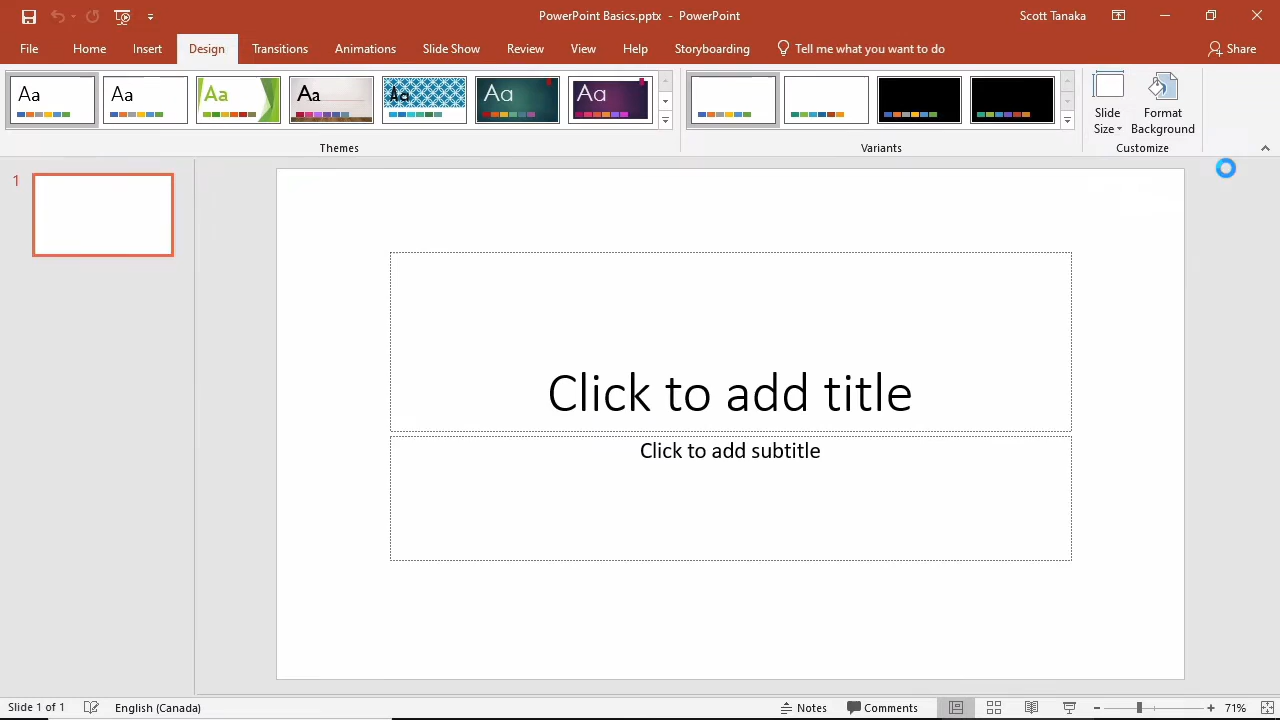 PowerPoint Basics.pptx - PowerPoint
Scott Tanaka
File Home Insert Design Transitions Animations Slide Show Review View Help Storyboarding Tell me what you want to do Share
Aa Aa Aa Aa Aa Aa Aa
Slide Size
Format Background
Themes Variants Customize
1
Click to add title
Click to add subtitle
Slide 1 of 1 English (Canada) Notes Comments 71%